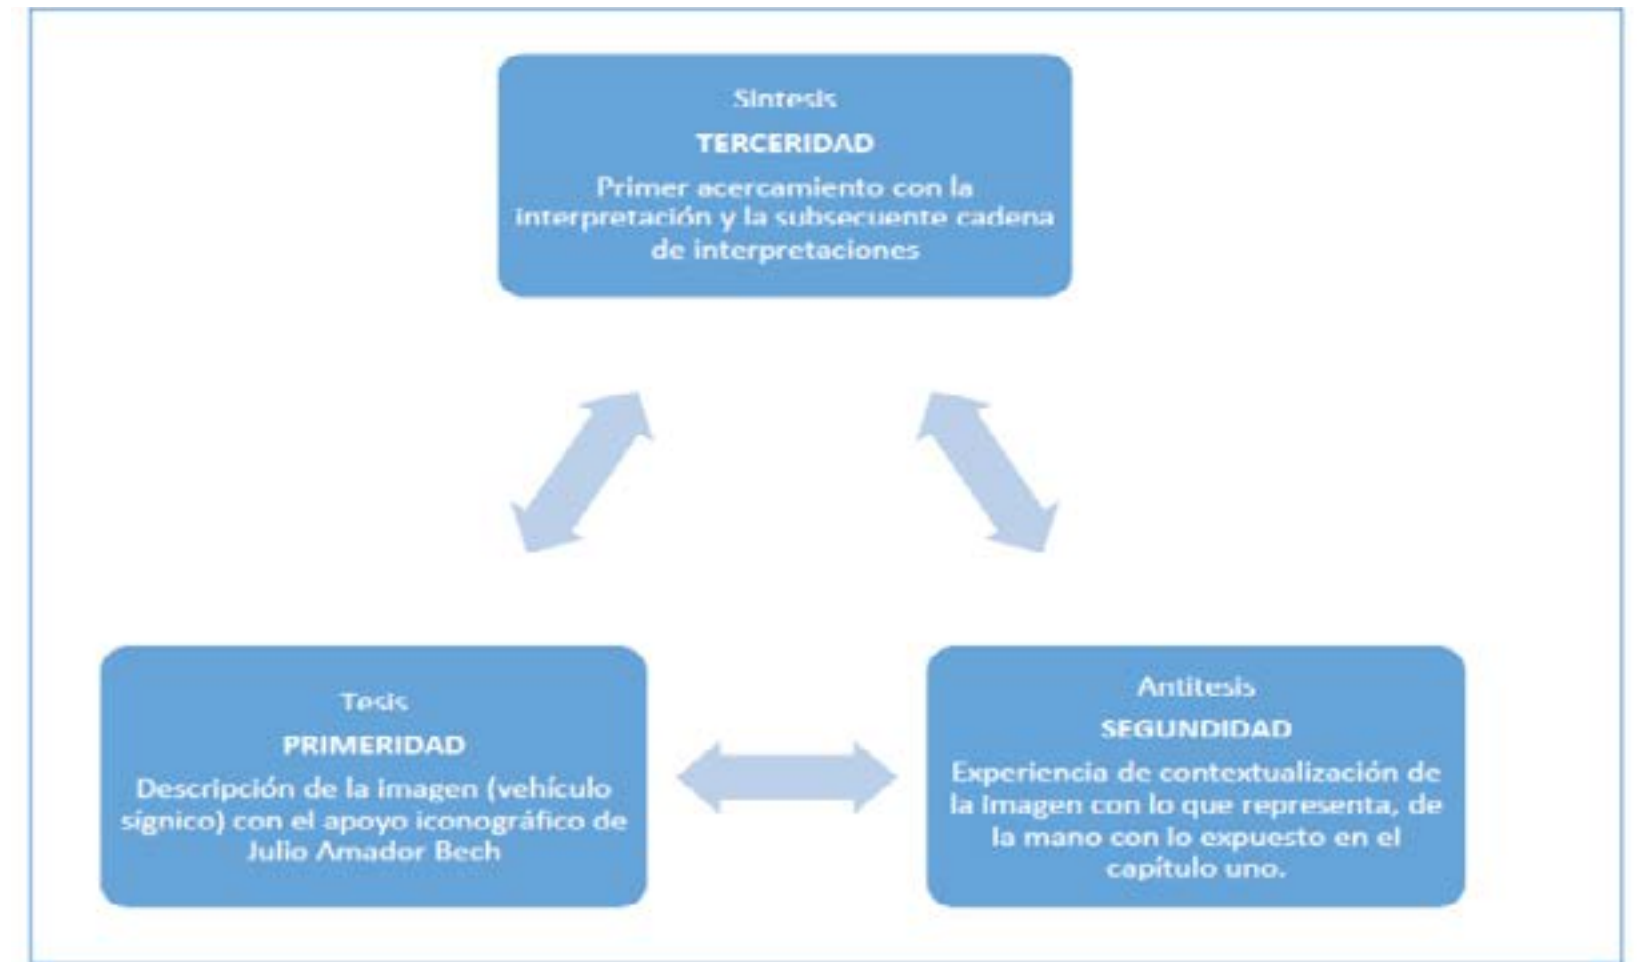 Síntesis
TERCERIDAD
Primer acercamiento con la
interpretación y la subsecuente cadena
de interpretaciones
Tesis
PRIMERIDAD
Descripción de la imagen (vehículo
sígnico) con el apoyo iconográfico de
Julio Amador Bech
Antítesis
SEGUNDIDAD
Experiencia de contextualización de
la imagen con lo que representa, de
la mano con lo expuesto en el
capítulo uno.